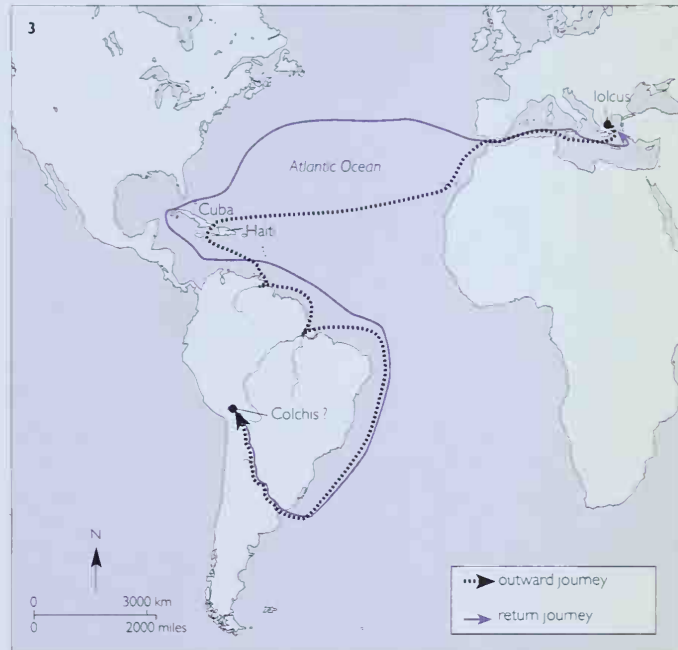 3
Iolcus
Atlantic Ocean
Cuba
Haiti
Colchis ?
N
0 3000 km
0 2000 miles
outward journey
return journey